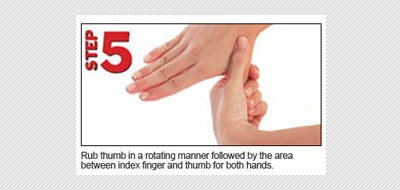 STEP 5
Rub thumb in a rotating manner followed by the area
between index finger and thumb for both hands.